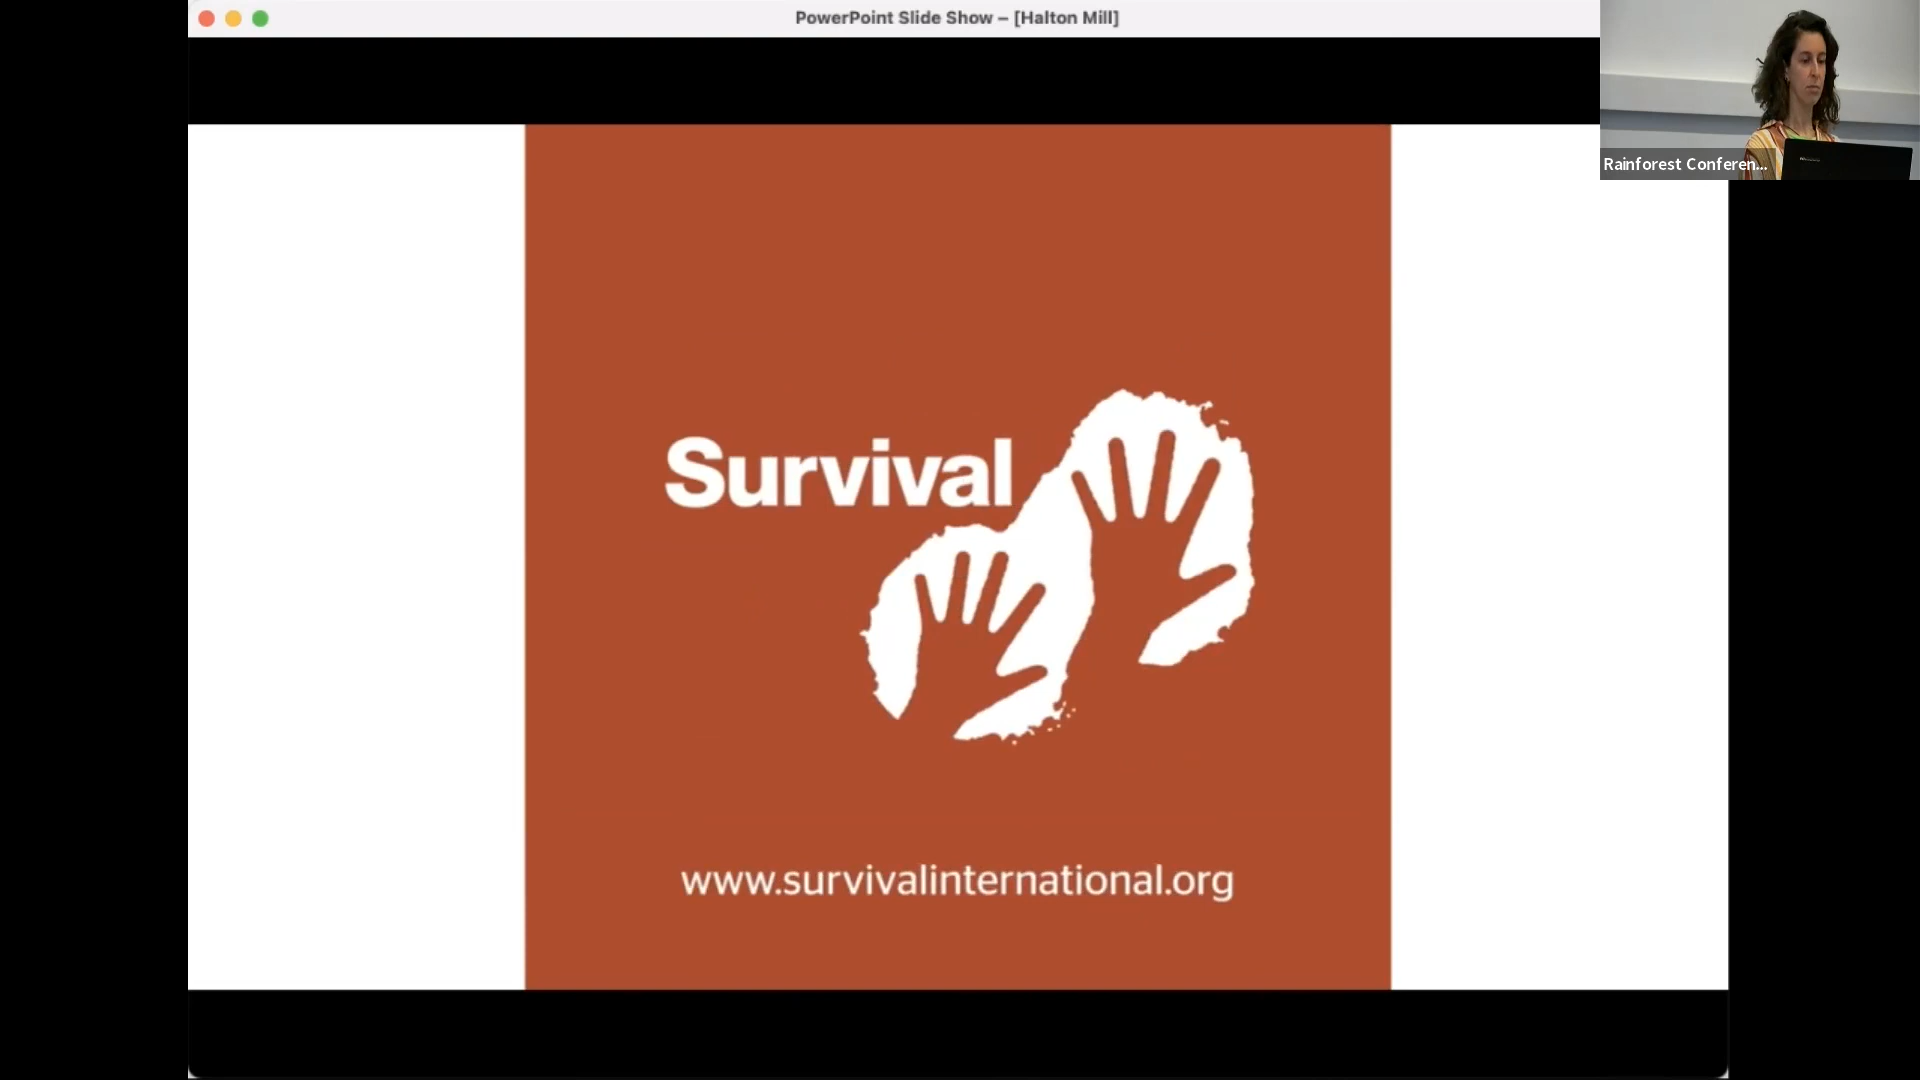 PowerPoint Slide Show – [Halton Mill]
Rainforest Conferen...
Survival
www.survivalinternational.org